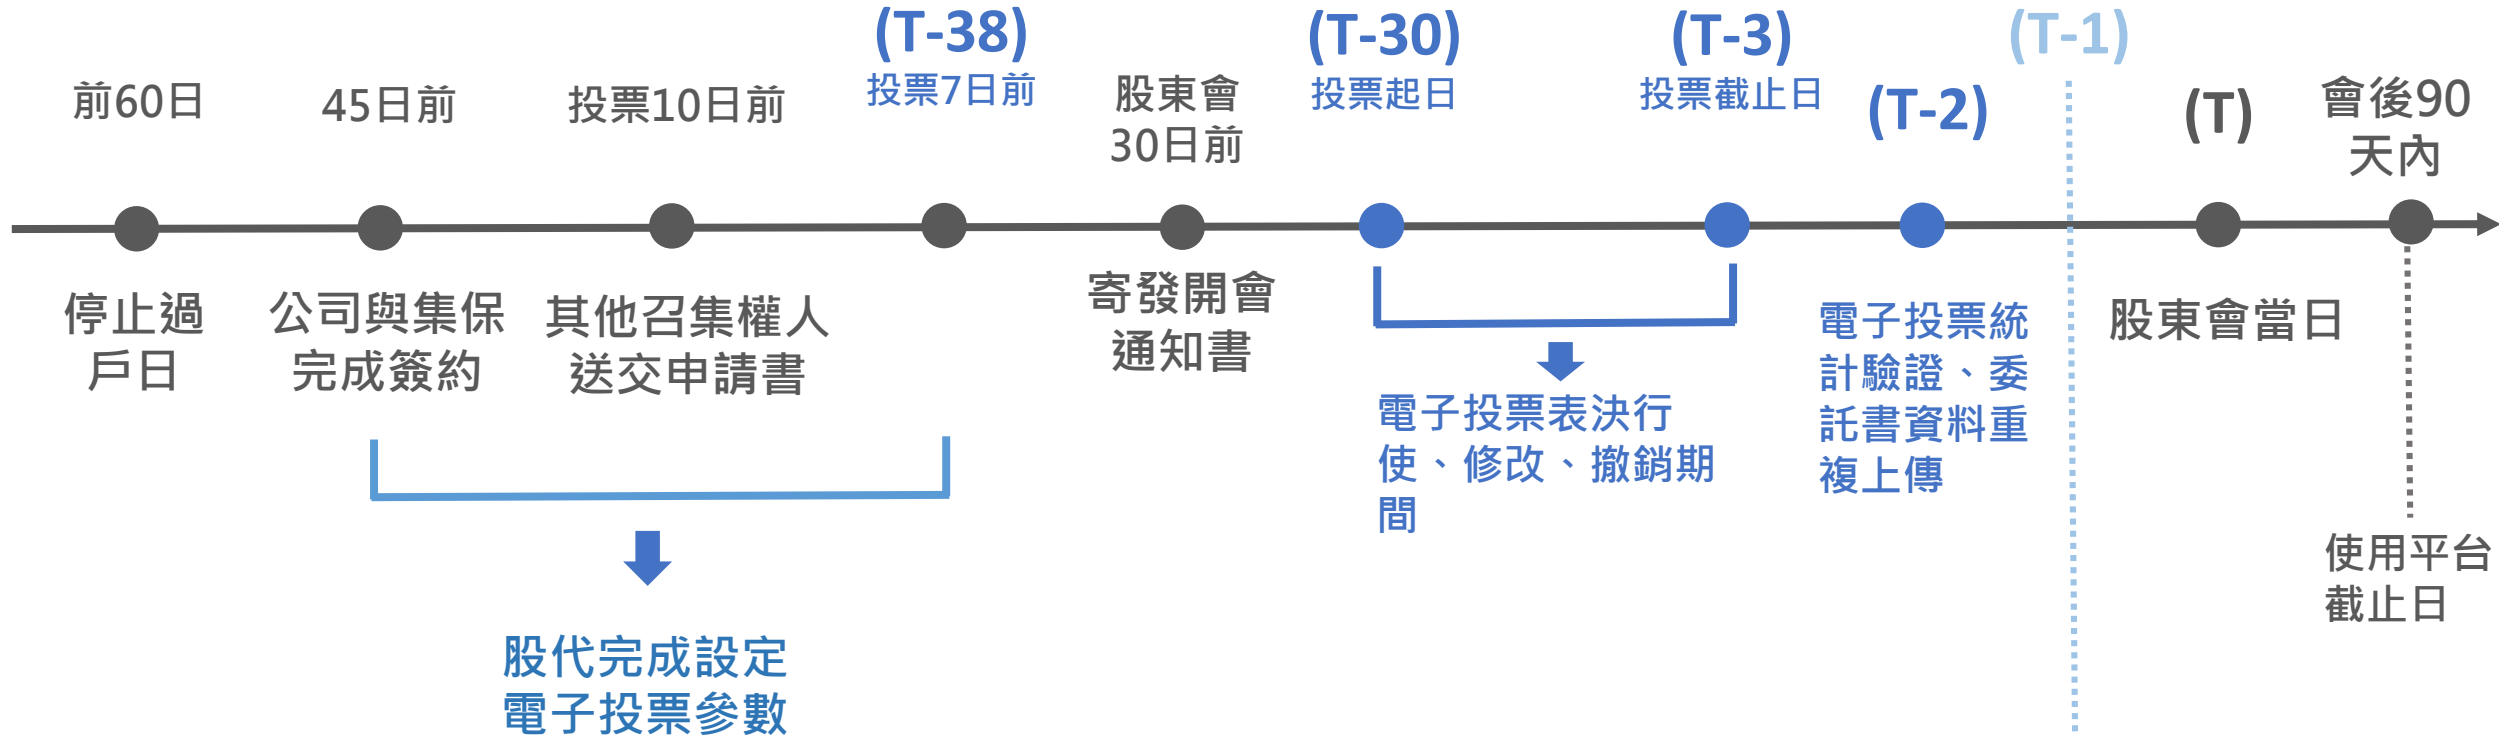 (T-38)
(T-30)
(T-3)
(T-1)
前60日
45日前
投票10日前
投票7日前
股東會
30日前
投票起日
投票截止日
(T-2)
(T)
會後90
天內
停止過
戶日
公司彙集保
完成簽份
其他召集權人
送交申請書
寄發開會
通知書
電子投票系
統計驗證、委
託書資料重
複上傳
股東會當日
電子投票表決行
使、修改、撤銷期
間
使用平台
截止日
股代完成設定
電子投票參數